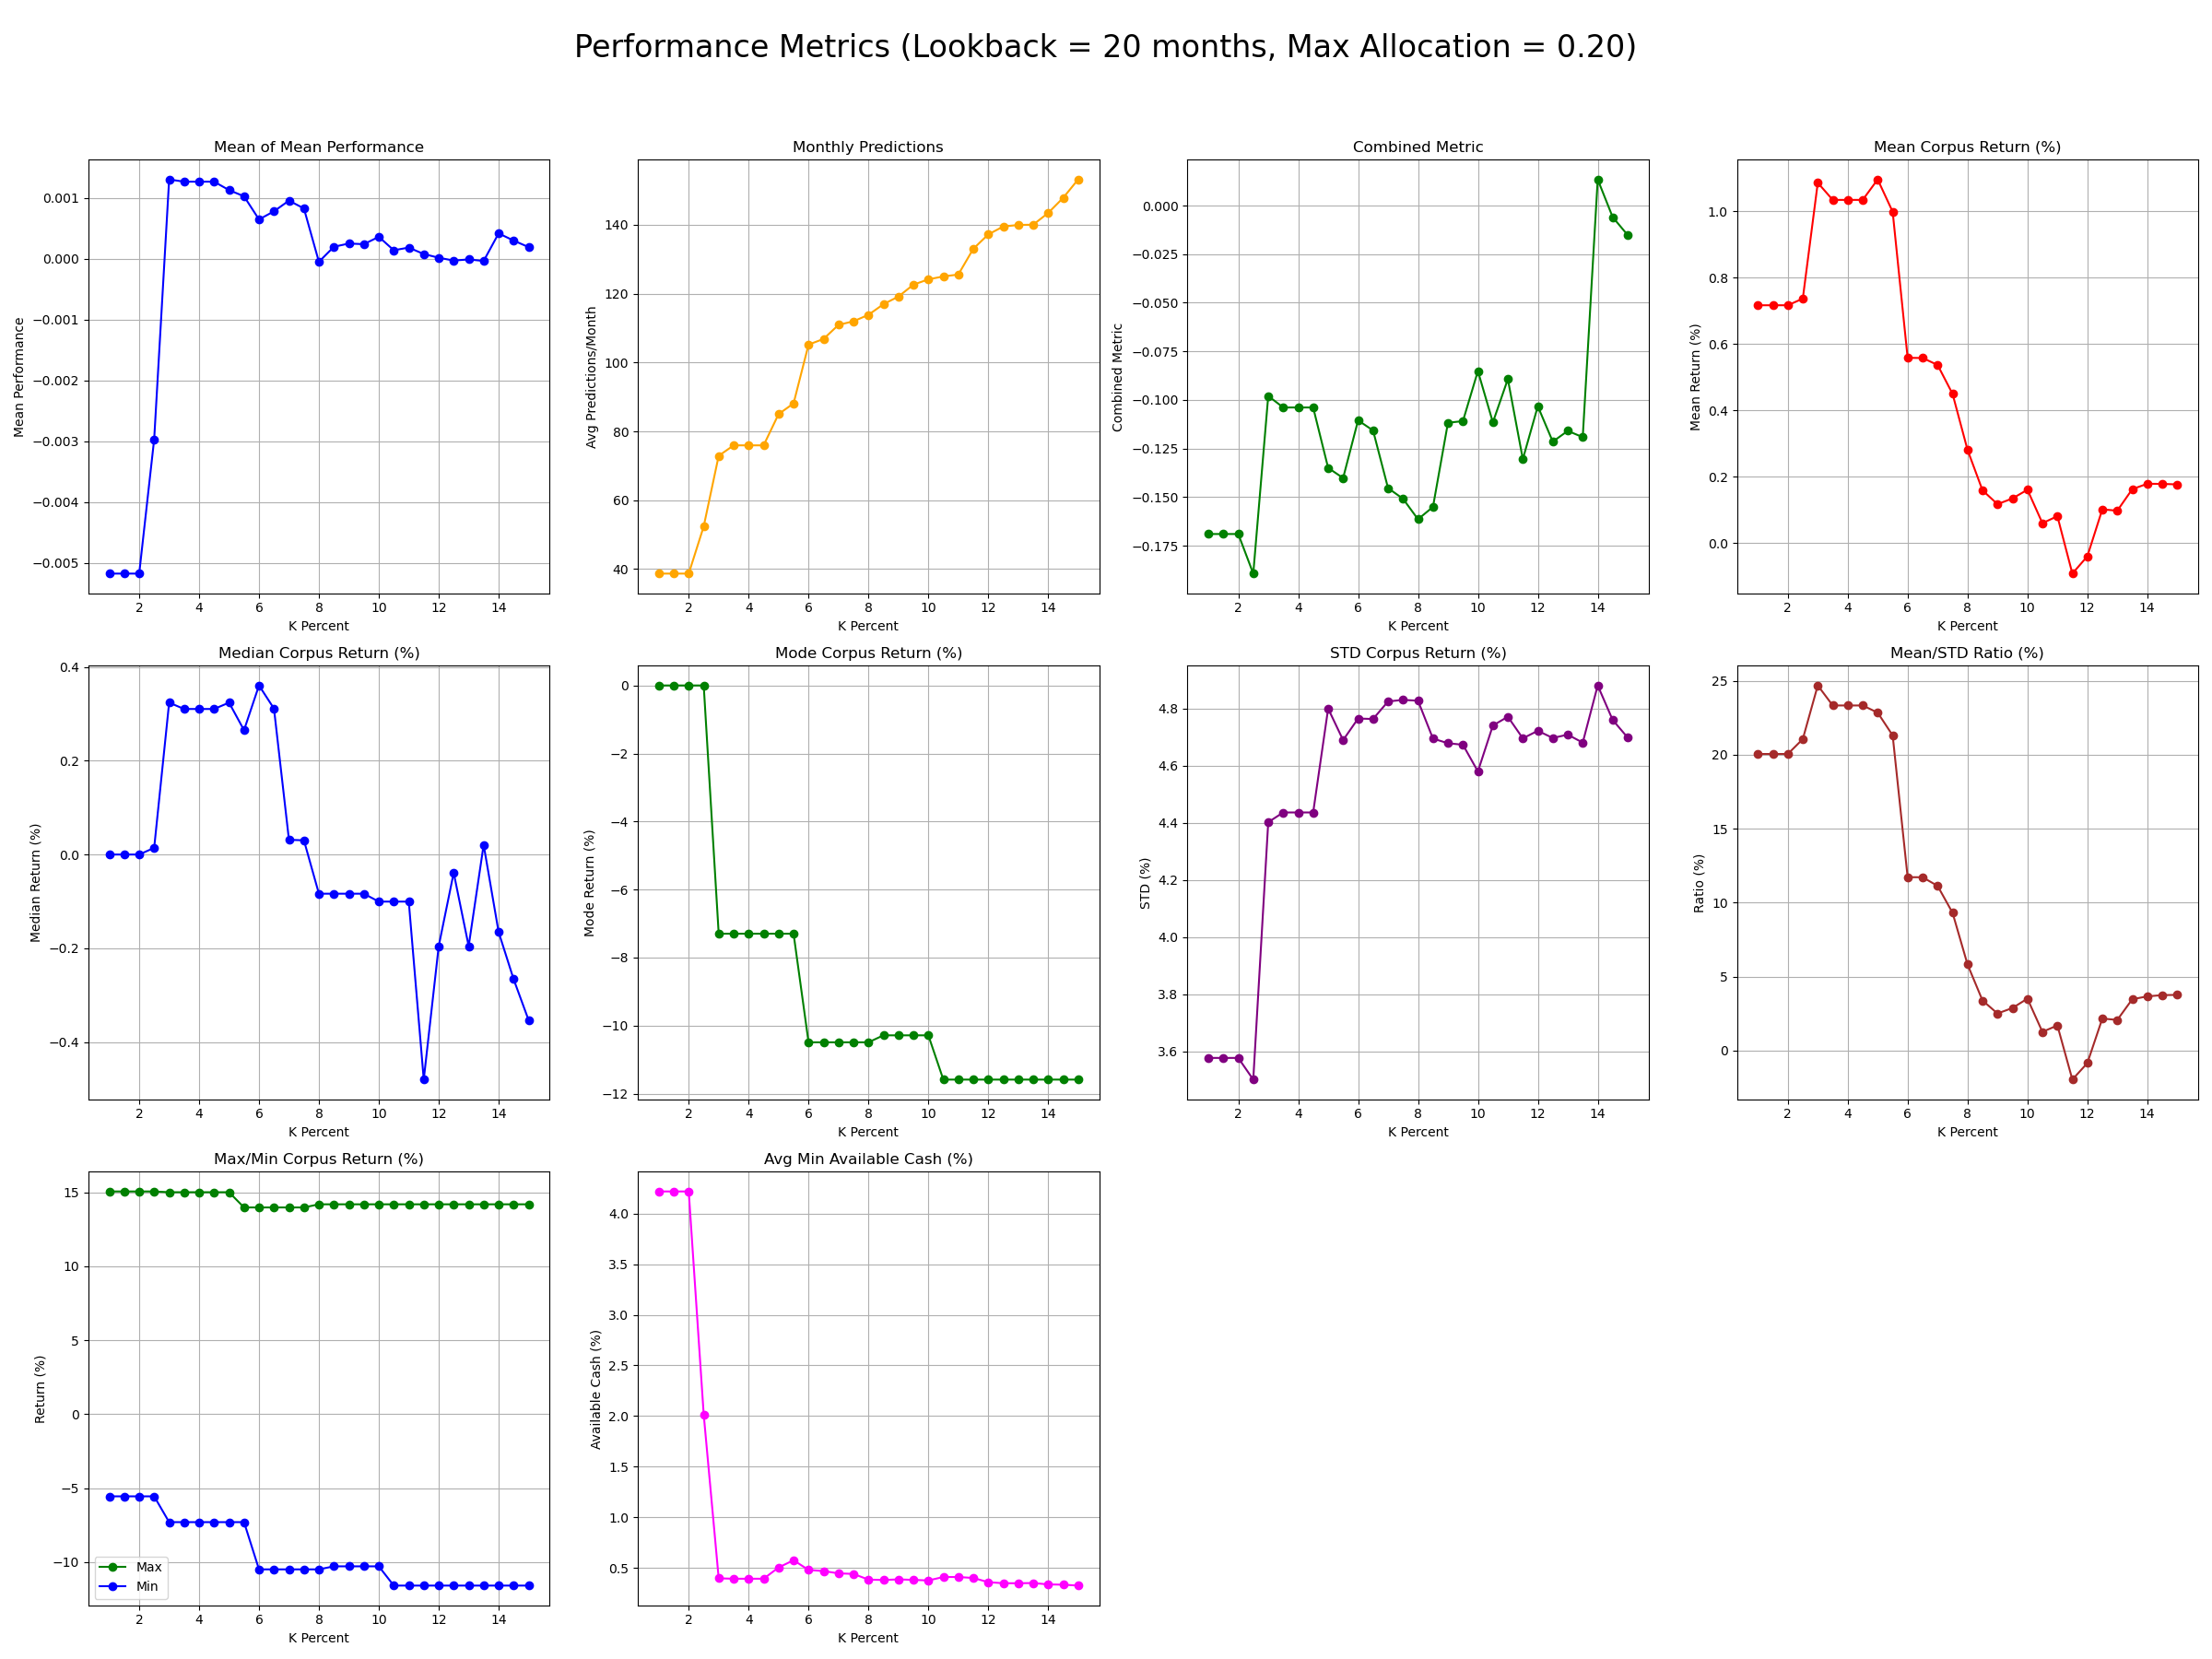 Performance Metrics (Lookback = 20 months, Max Allocation = 0.20)
Mean of Mean Performance
Mean Performance
0.001
0.000
−0.001
−0.002
−0.003
−0.004
−0.005
2 4 6 8 10 12 14
K Percent
Monthly Predictions
Avg Predictions/Month
140
120
100
80
60
40
2 4 6 8 10 12 14
K Percent
Combined Metric
Combined Metric
0.000
−0.025
−0.050
−0.075
−0.100
−0.125
−0.150
−0.175
2 4 6 8 10 12 14
K Percent
Mean Corpus Return (%)
Mean Return (%)
1.0
0.8
0.6
0.4
0.2
0.0
2 4 6 8 10 12 14
K Percent
Median Corpus Return (%)
Median Return (%)
0.4
0.2
0.0
−0.2
−0.4
2 4 6 8 10 12 14
K Percent
Mode Corpus Return (%)
Mode Return (%)
0
−2
−4
−6
−8
−10
−12
2 4 6 8 10 12 14
K Percent
STD Corpus Return (%)
STD (%)
4.8
4.6
4.4
4.2
4.0
3.8
3.6
2 4 6 8 10 12 14
K Percent
Mean/STD Ratio (%)
Ratio (%)
25
20
15
10
5
0
2 4 6 8 10 12 14
K Percent
Max/Min Corpus Return (%)
Return (%)
15
10
5
0
−5
−10
Max
Min
2 4 6 8 10 12 14
K Percent
Avg Min Available Cash (%)
Available Cash (%)
4.0
3.5
3.0
2.5
2.0
1.5
1.0
0.5
2 4 6 8 10 12 14
K Percent